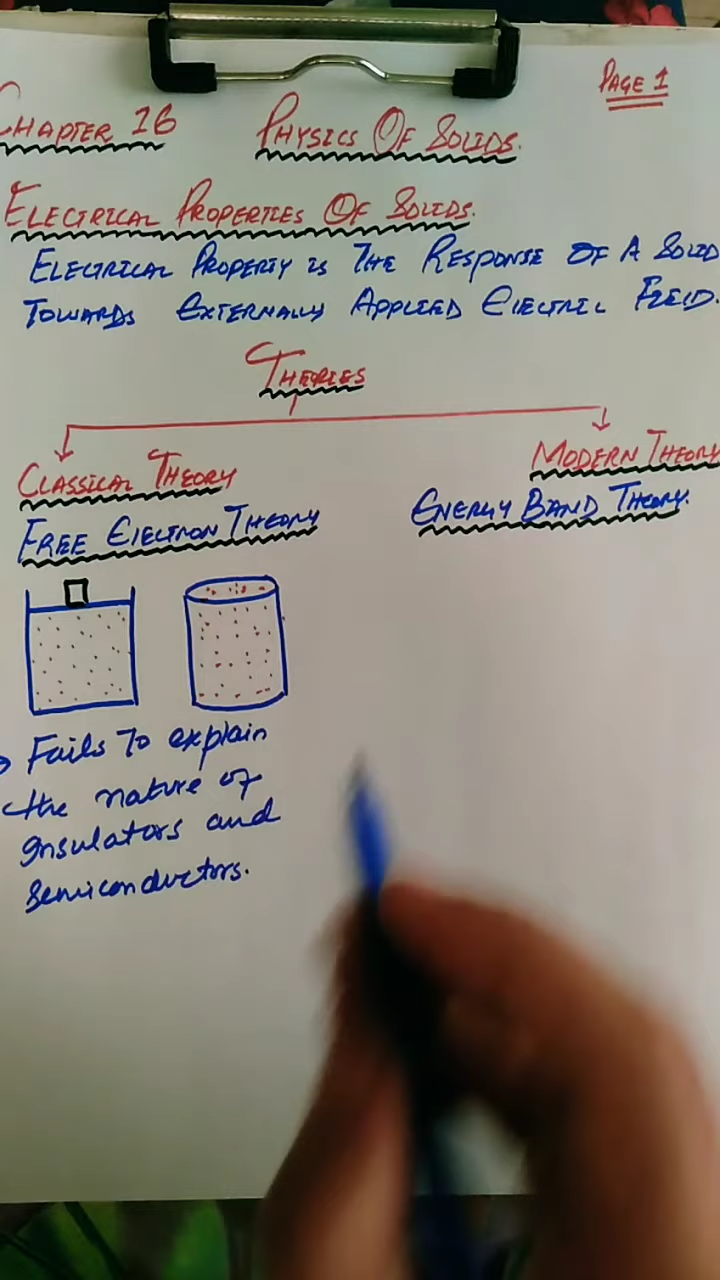 PAGE 1
CHAPTER 16 PHYSICS OF SOLIDS.
ELECTRICAL PROPERTIES OF SOLIDS.
ELECTRICAL PROPERTY IS THE RESPONSE OF A SOLID
TOWARDS EXTERNALLY APPLIED ELECTRIC FIELD.
THEORIES
CLASSICAL THEORY MODERN THEORY
FREE ELECTRON THEORY ENERGY BAND THEORY.
Fails To explain
the nature of
insulators and
semiconductors.